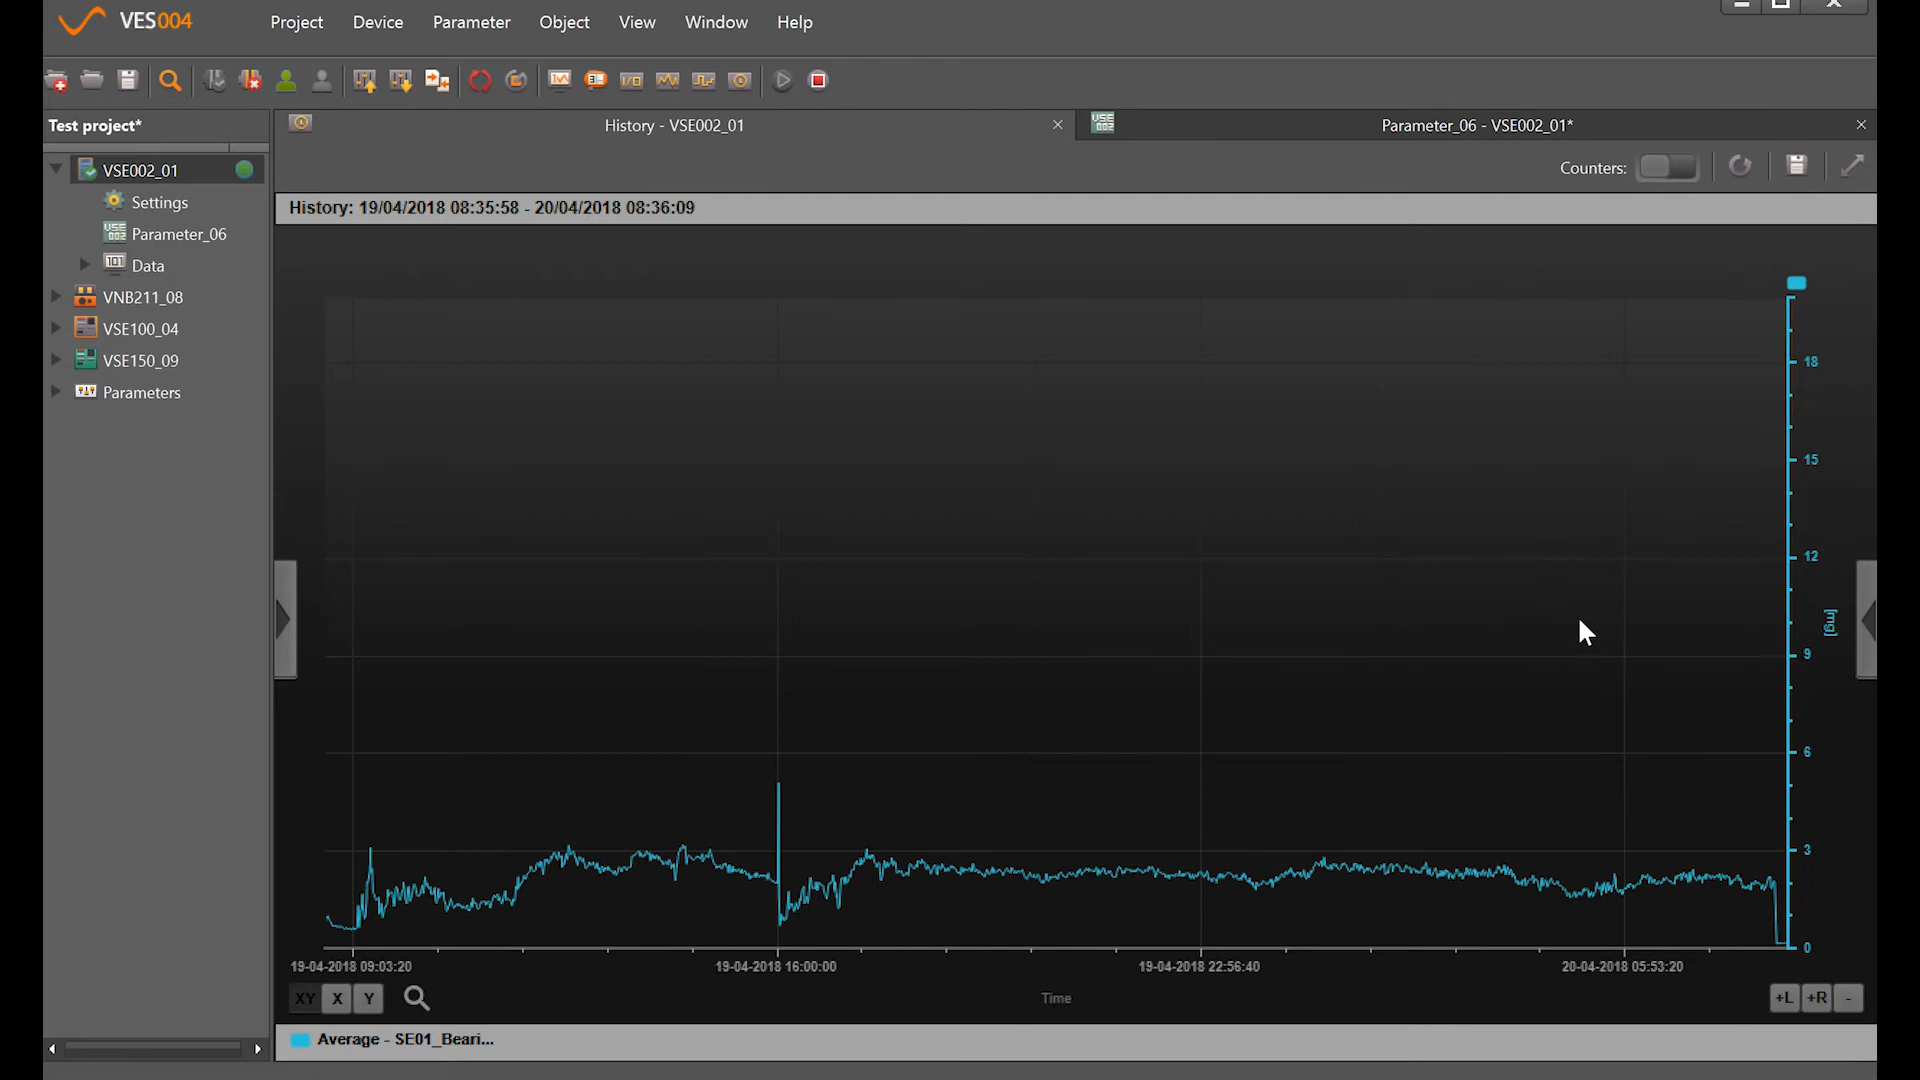 VES004
Project Device Parameter Object View Window Help
Test project*
History - VSE002_01
Parameter_06 - VSE002_01*
VSE002_01
Settings
Parameter_06
Data
VNB211_08
VSE100_04
VSE150_09
Parameters
Counters:
History: 19/04/2018 08:35:58 - 20/04/2018 08:36:09
18
15
12
[mg]
9
6
3
0
19-04-2018 09:03:20
19-04-2018 16:00:00
19-04-2018 22:56:40
20-04-2018 05:53:20
XY X Y
Time
+L +R -
Average - SE01_Beari...